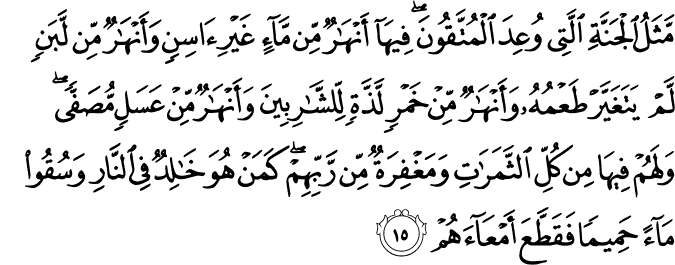 مَّثَلُ ٱلْجَنَّةِ ٱلَّتِى وُعِدَ ٱلْمُتَّقُونَ ۖ فِيهَآ أَنْهَـٰرٌ مِّن مَّآءٍ غَيْرِ ءَاسِنٍ وَأَنْهَـٰرٌ مِّن لَّبَنٍ
لَّمْ يَتَغَيَّرْ طَعْمُهُۥ وَأَنْهَـٰرٌ مِّنْ خَمْرٍ لَّذَّةٍ لِّلشَّـٰرِبِينَ وَأَنْهَـٰرٌ مِّنْ عَسَلٍ مُّصَفًّى ۖ
وَلَهُمْ فِيهَا مِن كُلِّ ٱلثَّمَرَٰتِ وَمَغْفِرَةٌ مِّن رَّبِّهِمْ ۖ كَمَنْ هُوَ خَـٰلِدٌ فِى ٱلنَّارِ وَسُقُوا۟
مَآءً حَمِيمًا فَقَطَّعَ أَمْعَآءَهُمْ ١٥